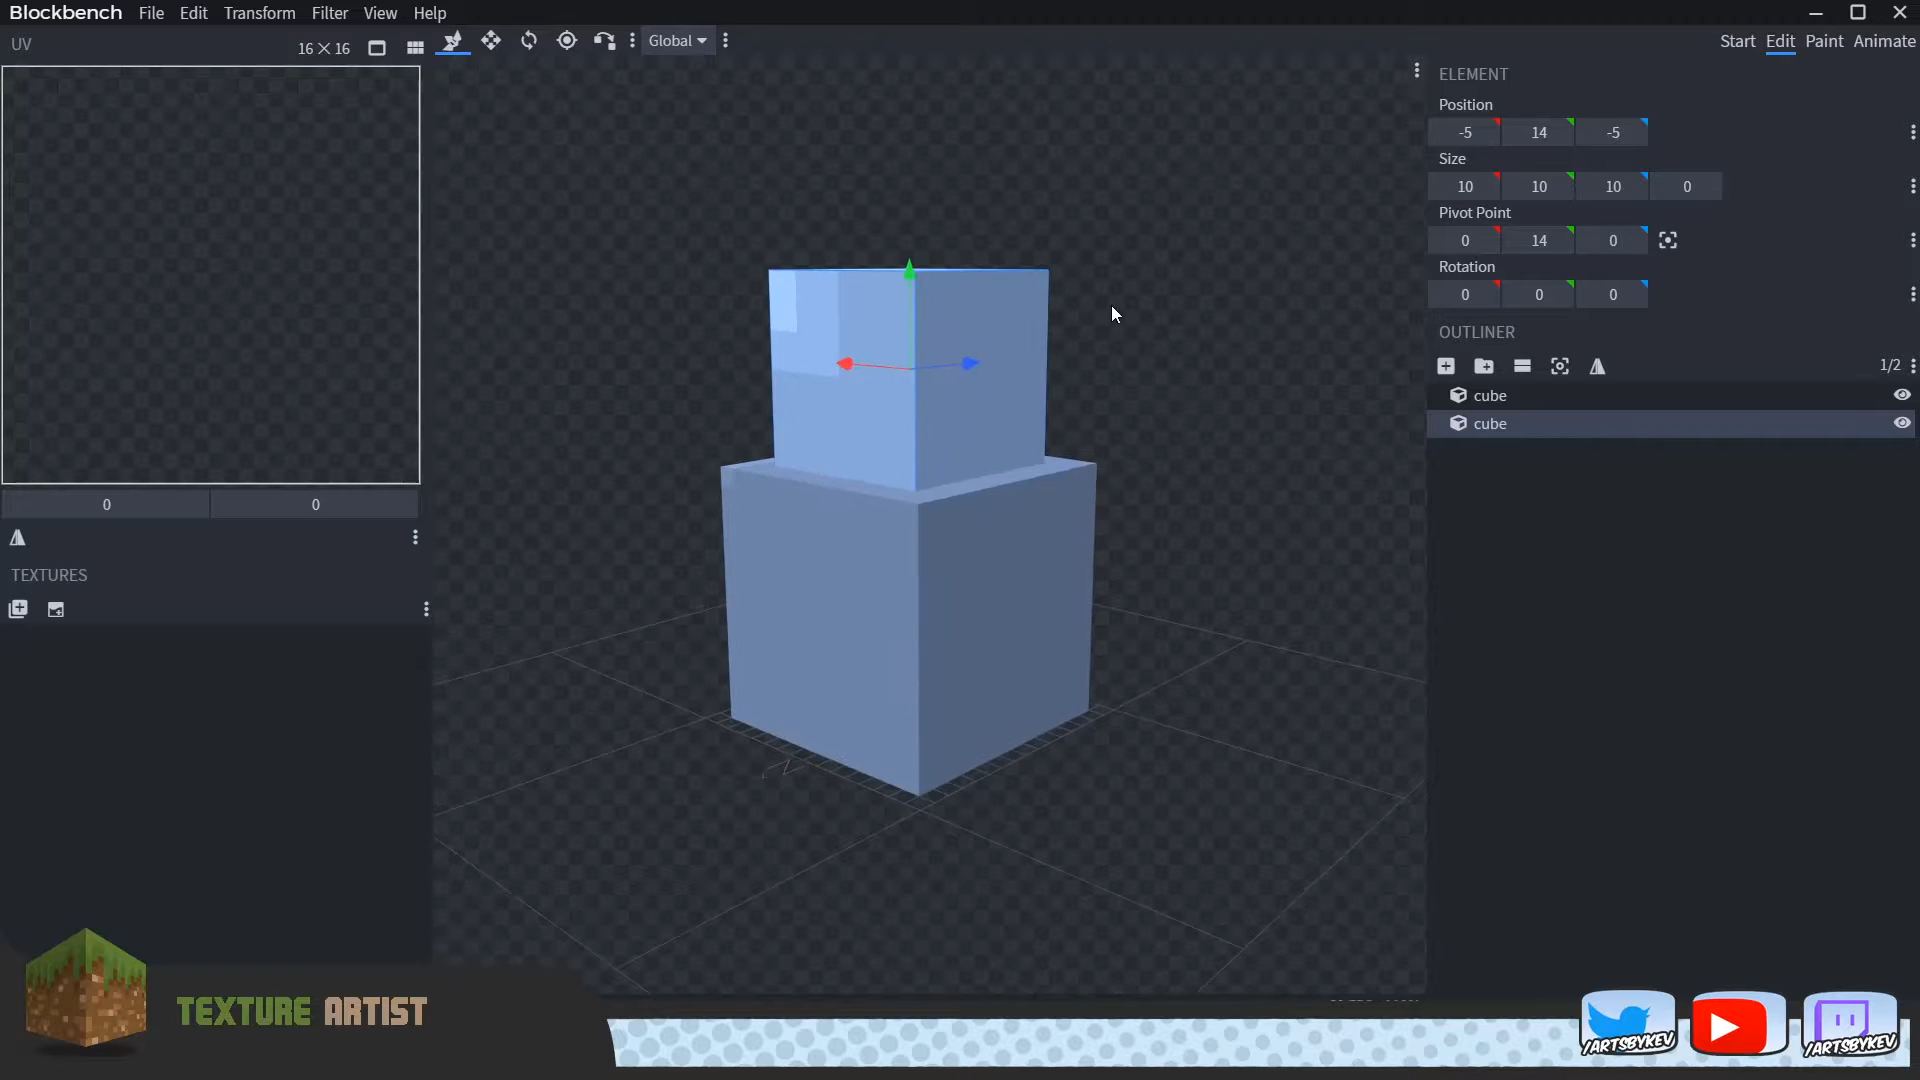 Blockbench File Edit Transform Filter View Help
UV 16×16 Global Start Edit Paint Animate
ELEMENT
Position
-5 14 -5
Size
10 10 10 0
Pivot Point
0 14 0
Rotation
0 0 0
OUTLINER
1/2
cube
cube
0 0
TEXTURES
TEXTURE ARTIST
/ARTSBYKEV /ARTSBYKEV